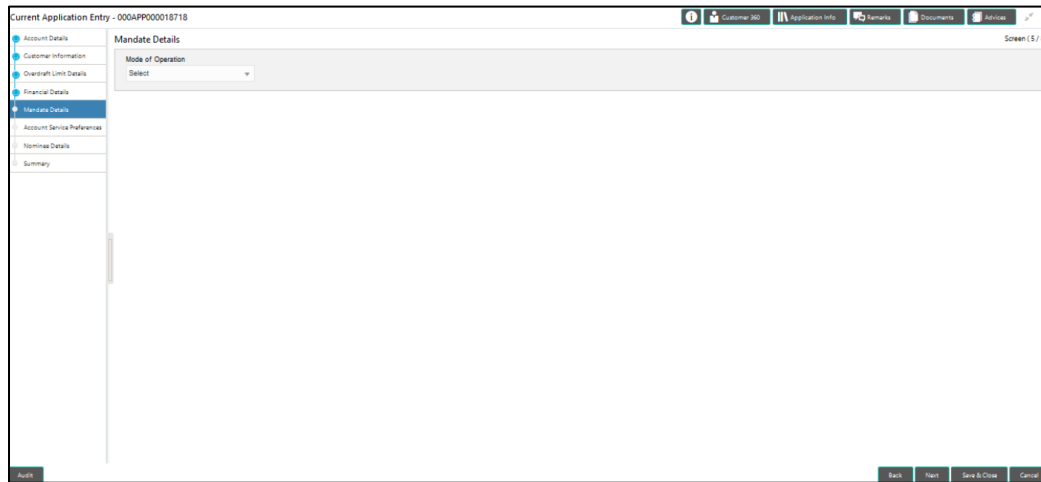 Current Application Entry - 000APP000018718
Customer 360
Application Info
Remarks
Documents
Advices
Account Details
Customer Information
Overdraft Limit Details
Financial Details
Mandate Details
Account Service Preferences
Nominee Details
Summary
Mandate Details
Screen ( 5 /
Mode of Operation
Select
Audit
Back
Next
Save & Close
Cancel